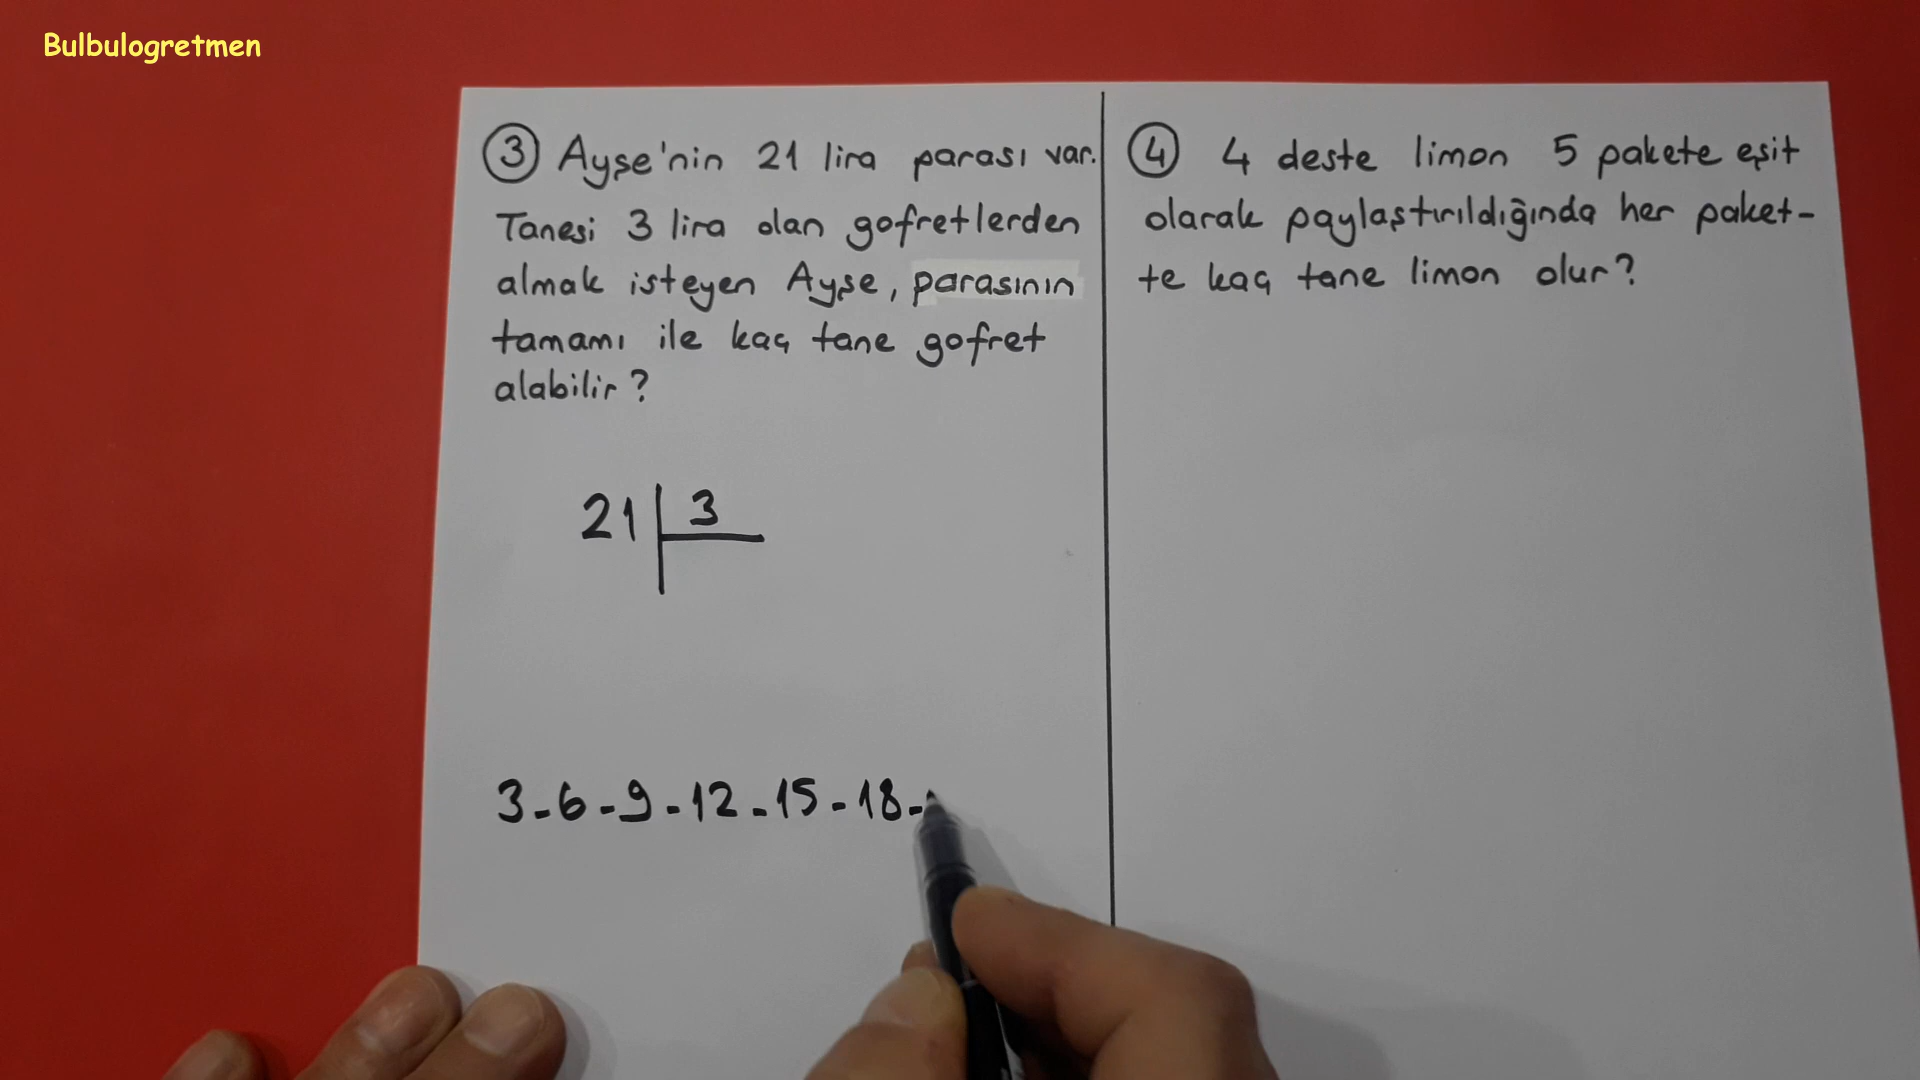 Bulbulogretmen
3 Ayşe'nin 21 lira parası var.
Tanesi 3 lira olan gofretlerden
almak isteyen Ayşe, parasının
tamamı ile kaç tane gofret
alabilir?
21 3
3-6-9-12-15-18-
4 4 deste limon 5 pakete eşit
olarak paylaştırıldığında her paket-
te kaç tane limon olur?